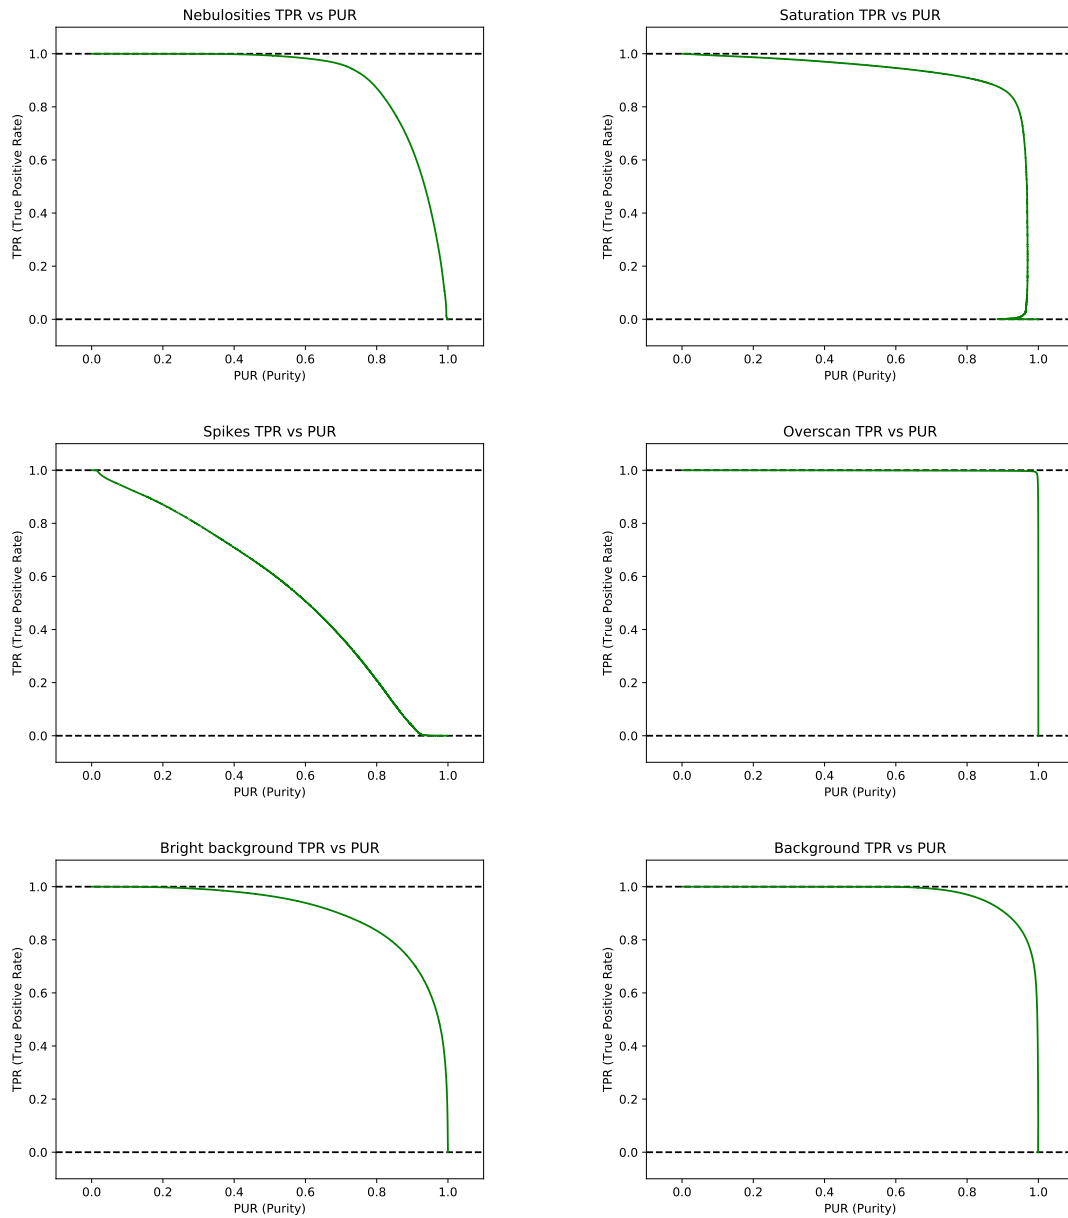 Nebulosities TPR vs PUR
1.0
0.8
0.6
0.4
0.2
0.0
TPR (True Positive Rate)
0.0 0.2 0.4 0.6 0.8 1.0
PUR (Purity)
Saturation TPR vs PUR
1.0
0.8
0.6
0.4
0.2
0.0
TPR (True Positive Rate)
0.0 0.2 0.4 0.6 0.8 1.0
PUR (Purity)
Spikes TPR vs PUR
1.0
0.8
0.6
0.4
0.2
0.0
TPR (True Positive Rate)
0.0 0.2 0.4 0.6 0.8 1.0
PUR (Purity)
Overscan TPR vs PUR
1.0
0.8
0.6
0.4
0.2
0.0
TPR (True Positive Rate)
0.0 0.2 0.4 0.6 0.8 1.0
PUR (Purity)
Bright background TPR vs PUR
1.0
0.8
0.6
0.4
0.2
0.0
TPR (True Positive Rate)
0.0 0.2 0.4 0.6 0.8 1.0
PUR (Purity)
Background TPR vs PUR
1.0
0.8
0.6
0.4
0.2
0.0
TPR (True Positive Rate)
0.0 0.2 0.4 0.6 0.8 1.0
PUR (Purity)